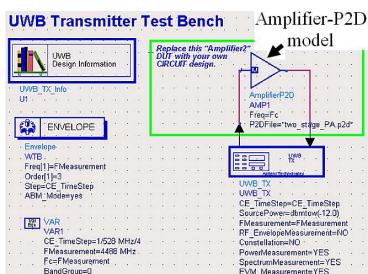 UWB Transmitter Test Bench
Amplifier-P2D
model
UWB
Design Information
UWB_TX_Info
U1
Replace this "Amplifier2"
DUT with your own
CIRCUIT design.
AmplifierP2D
AMP1
Freq=Fc
P2DFile="two_stage_PA.p2d"
ENVELOPE
Envelope
WTB
Freq[1]=FMeasurement
Order[1]=3
Step=CE_TimeStep
ABM_Mode=yes
UWB
TX
Agilent Technologies
UWB_TX
UWB_TX
CE_TimeStep=CE_TimeStep
SourcePower=dbmtow(-12.0)
FMeasurement=FMeasurement
RF_EnvelopeMeasurement=NO
Constellation=NO
PowerMeasurement=YES
SpectrumMeasurement=YES
EVM_Measurement=YES
Var
Eqn
VAR
VAR1
CE_TimeStep=1/528 MHz/4
FMeasurement=4488 MHz
Fc=FMeasurement
BandGroup=0